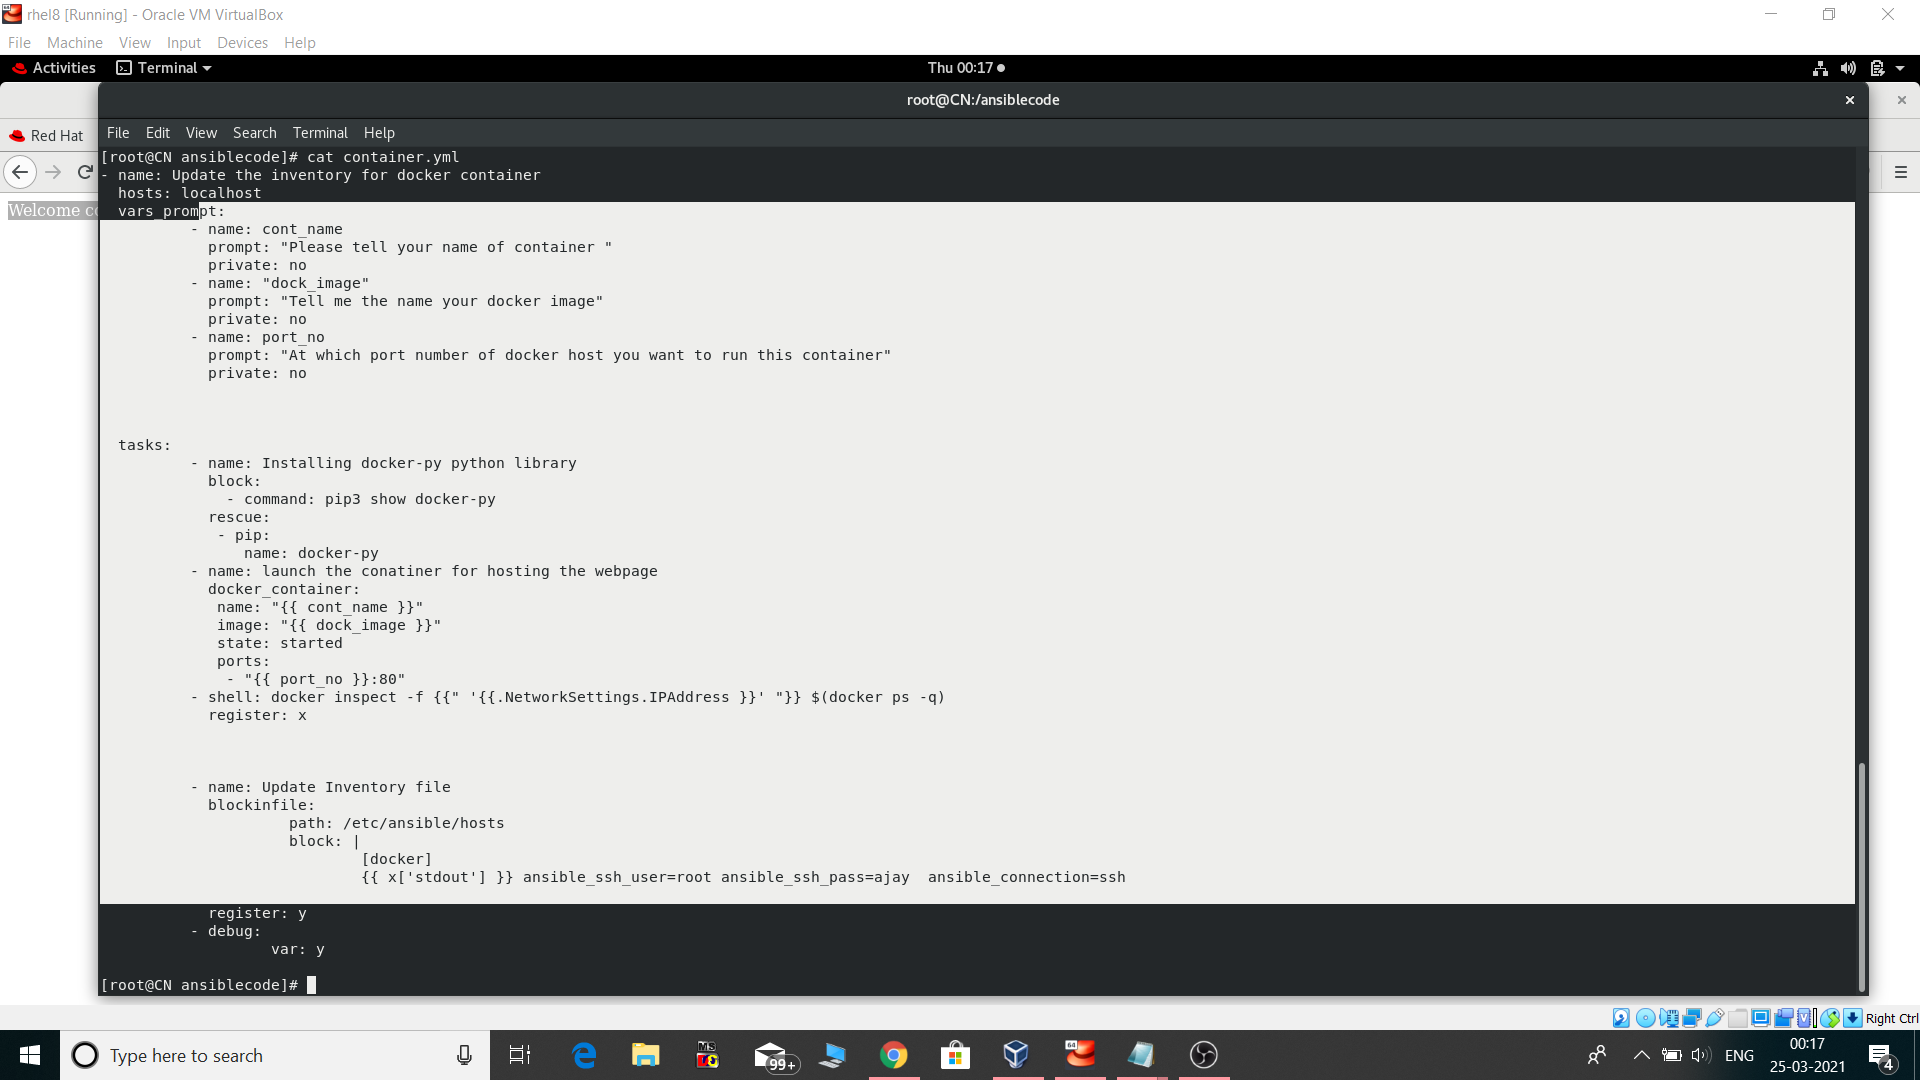 rhel8 [Running] - Oracle VM VirtualBox
File Machine View Input Devices Help
Activities Terminal Thu 00:17
root@CN:/ansiblecode
Red Hat
File Edit View Search Terminal Help
Welcome co
[root@CN ansiblecode]# cat container.yml
- name: Update the inventory for docker container
  hosts: localhost
  vars_prompt:
          - name: cont_name
            prompt: "Please tell your name of container "
            private: no
          - name: "dock_image"
            prompt: "Tell me the name your docker image"
            private: no
          - name: port_no
            prompt: "At which port number of docker host you want to run this container"
            private: no
  tasks:
          - name: Installing docker-py python library
            block:
              - command: pip3 show docker-py
            rescue:
             - pip:
                name: docker-py
          - name: launch the conatiner for hosting the webpage
            docker_container:
             name: "{{ cont_name }}"
             image: "{{ dock_image }}"
             state: started
             ports:
              - "{{ port_no }}:80"
          - shell: docker inspect -f {{" '{{.NetworkSettings.IPAddress }}' "}} $(docker ps -q)
            register: x
          - name: Update Inventory file
            blockinfile:
                     path: /etc/ansible/hosts
                     block: |
                             [docker]
                             {{ x['stdout'] }} ansible_ssh_user=root ansible_ssh_pass=ajay  ansible_connection=ssh
            register: y
          - debug:
                   var: y
[root@CN ansiblecode]#
Right Ctrl
Type here to search
99+
64
ENG
00:17
25-03-2021
4